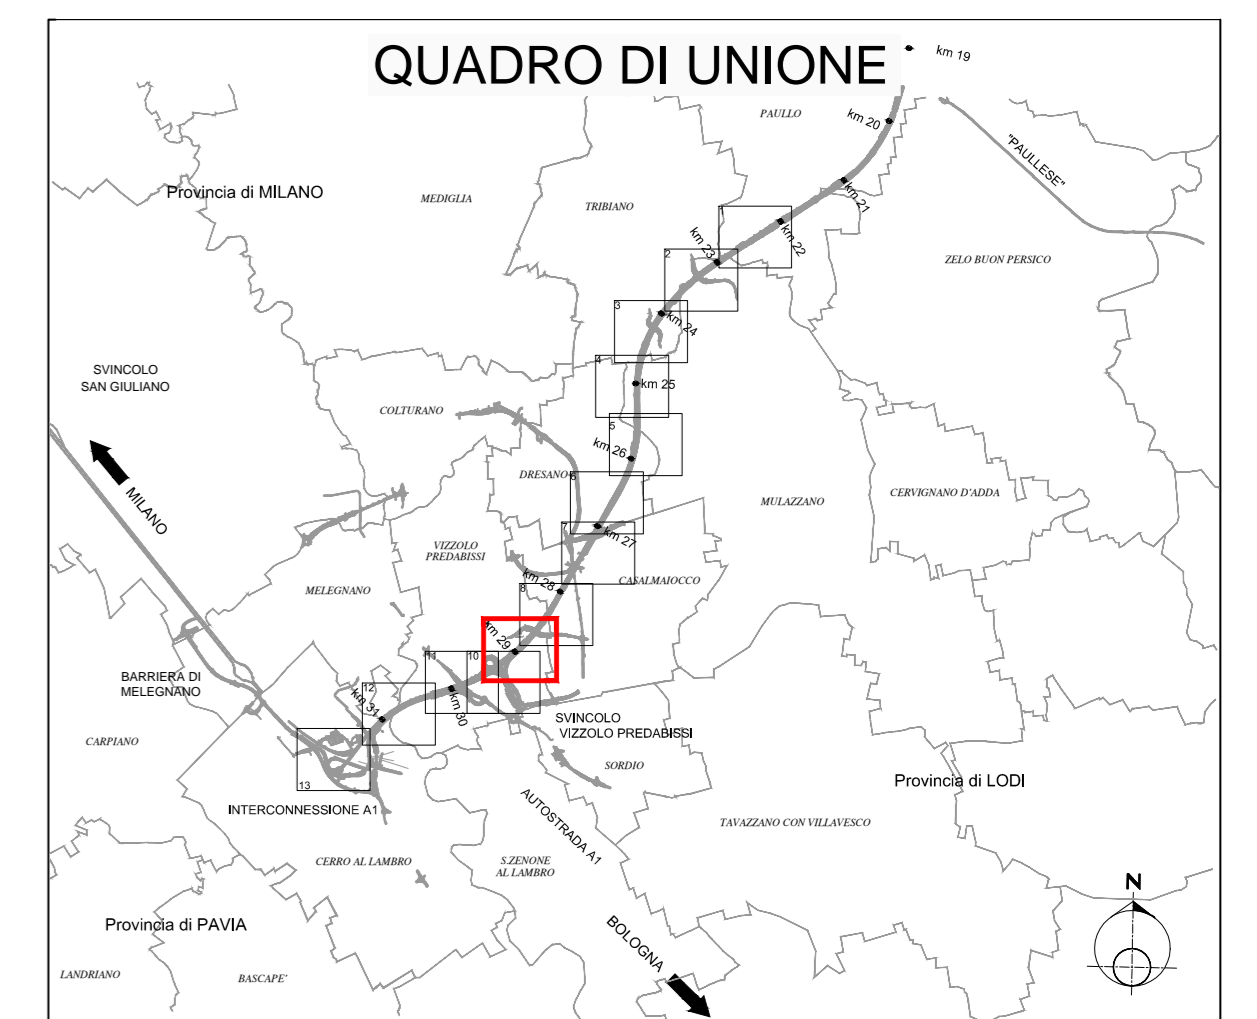 QUADRO DI UNIONE
km 19
PAULLO
km 20
"PAULLESE"
Provincia di MILANO
MEDIGLIA
TRIBIANO
km 21
km 22
km 23
ZELO BUON PERSICO
2
3
km 24
SVINCOLO
SAN GIULIANO
4
km 25
COLTURANO
5
km 26
DRESANO
6
MULAZZANO
CERVIGNANO D'ADDA
MILANO
7
km 27
VIZZOLO
PREDABISSI
CASALMAIOCCO
km 28
8
MELEGNANO
km 29
11
10
BARRIERA DI
MELEGNANO
12
km 31
km 30
SVINCOLO
VIZZOLO PREDABISSI
CARPIANO
SORDIO
Provincia di LODI
13
INTERCONNESSIONE A1
AUTOSTRADA A1
TAVAZZANO CON VILLAVESCO
CERRO AL LAMBRO
S.ZENONE
AL LAMBRO
N
Provincia di PAVIA
BOLOGNA
LANDRIANO
BASCAPE'